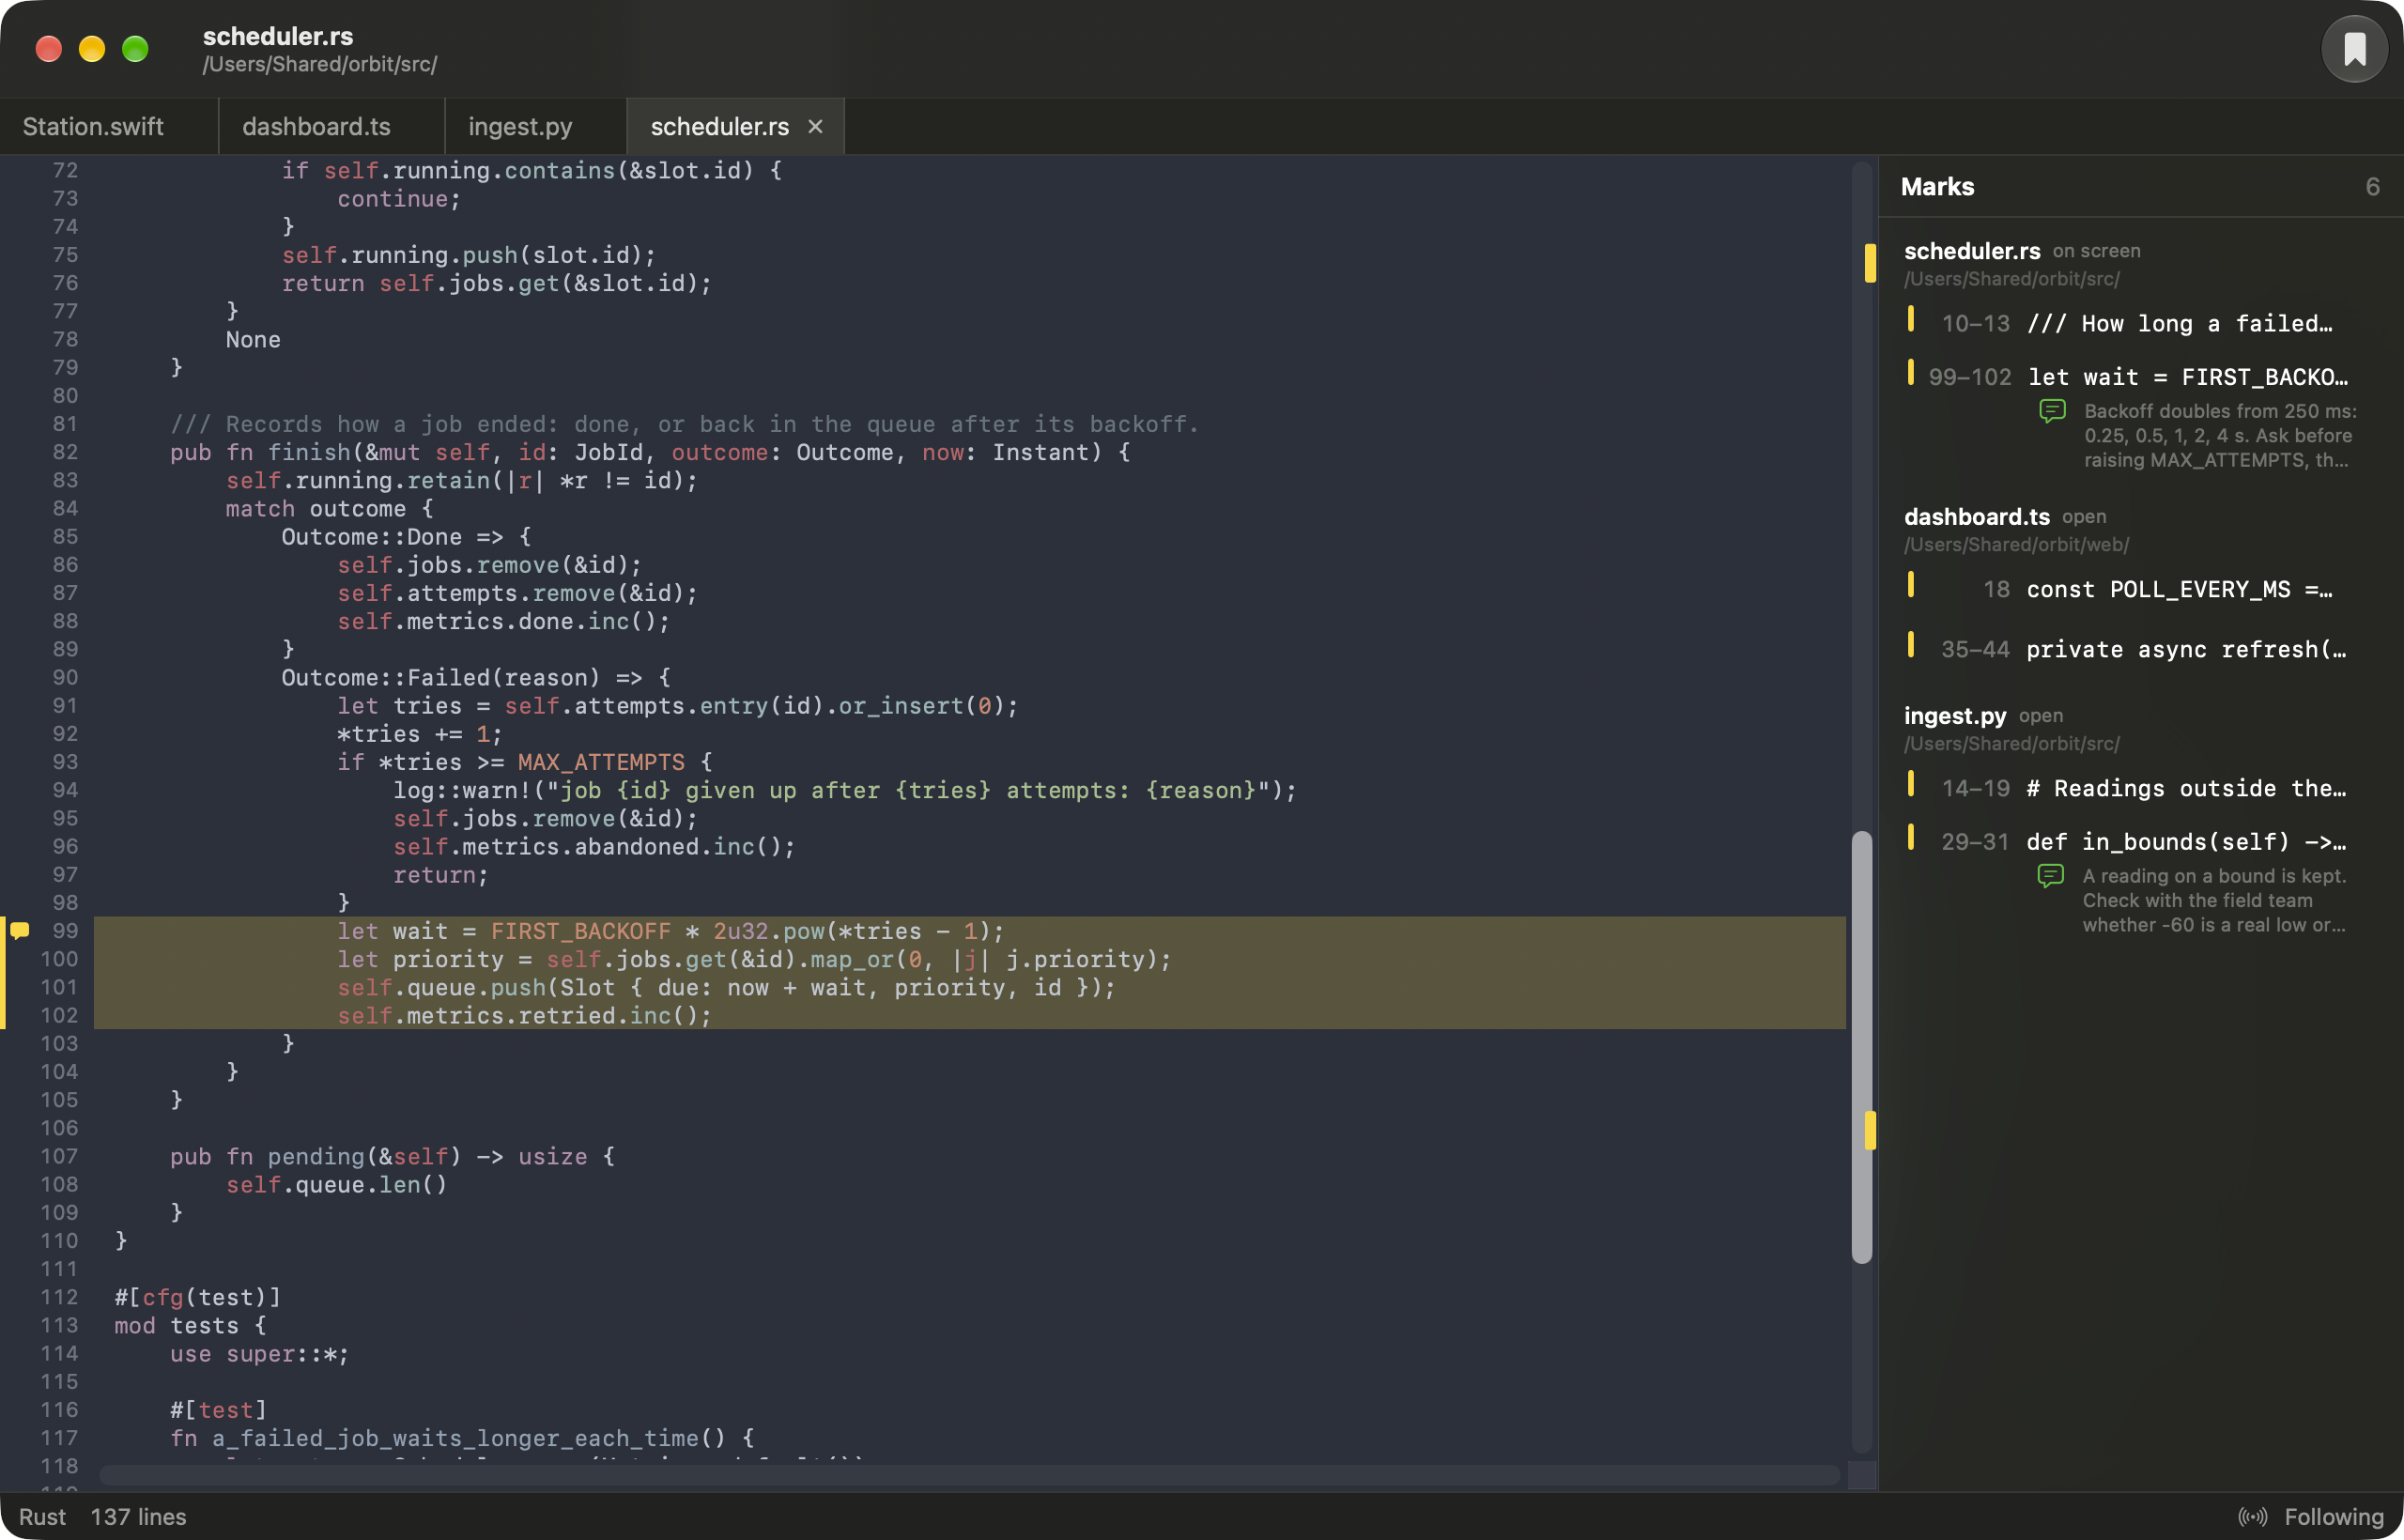 scheduler.rs
/Users/Shared/orbit/src/
Station.swift
dashboard.ts
ingest.py
scheduler.rs ×
72 if self.running.contains(&slot.id) {
73 continue;
74 }
75 self.running.push(slot.id);
76 return self.jobs.get(&slot.id);
77 }
78 None
79 }
80
81 /// Records how a job ended: done, or back in the queue after its backoff.
82 pub fn finish(&mut self, id: JobId, outcome: Outcome, now: Instant) {
83 self.running.retain(|r| *r != id);
84 match outcome {
85 Outcome::Done => {
86 self.jobs.remove(&id);
87 self.attempts.remove(&id);
88 self.metrics.done.inc();
89 }
90 Outcome::Failed(reason) => {
91 let tries = self.attempts.entry(id).or_insert(0);
92 *tries += 1;
93 if *tries >= MAX_ATTEMPTS {
94 log::warn!("job {id} given up after {tries} attempts: {reason}");
95 self.jobs.remove(&id);
96 self.metrics.abandoned.inc();
97 return;
98 }
99 let wait = FIRST_BACKOFF * 2u32.pow(*tries - 1);
100 let priority = self.jobs.get(&id).map_or(0, |j| j.priority);
101 self.queue.push(Slot { due: now + wait, priority, id });
102 self.metrics.retried.inc();
103 }
104 }
105 }
106
107 pub fn pending(&self) -> usize {
108 self.queue.len()
109 }
110 }
111
112 #[cfg(test)]
113 mod tests {
114 use super::*;
115
116 #[test]
117 fn a_failed_job_waits_longer_each_time() {
118
Marks 6
scheduler.rs on screen
/Users/Shared/orbit/src/
10–13 /// How long a failed…
99–102 let wait = FIRST_BACKO…
Backoff doubles from 250 ms:
0.25, 0.5, 1, 2, 4 s. Ask before
raising MAX_ATTEMPTS, th…
dashboard.ts open
/Users/Shared/orbit/web/
18 const POLL_EVERY_MS =…
35–44 private async refresh(…
ingest.py open
/Users/Shared/orbit/src/
14–19 # Readings outside the…
29–31 def in_bounds(self) ->…
A reading on a bound is kept.
Check with the field team
whether -60 is a real low or…
Rust 137 lines
Following